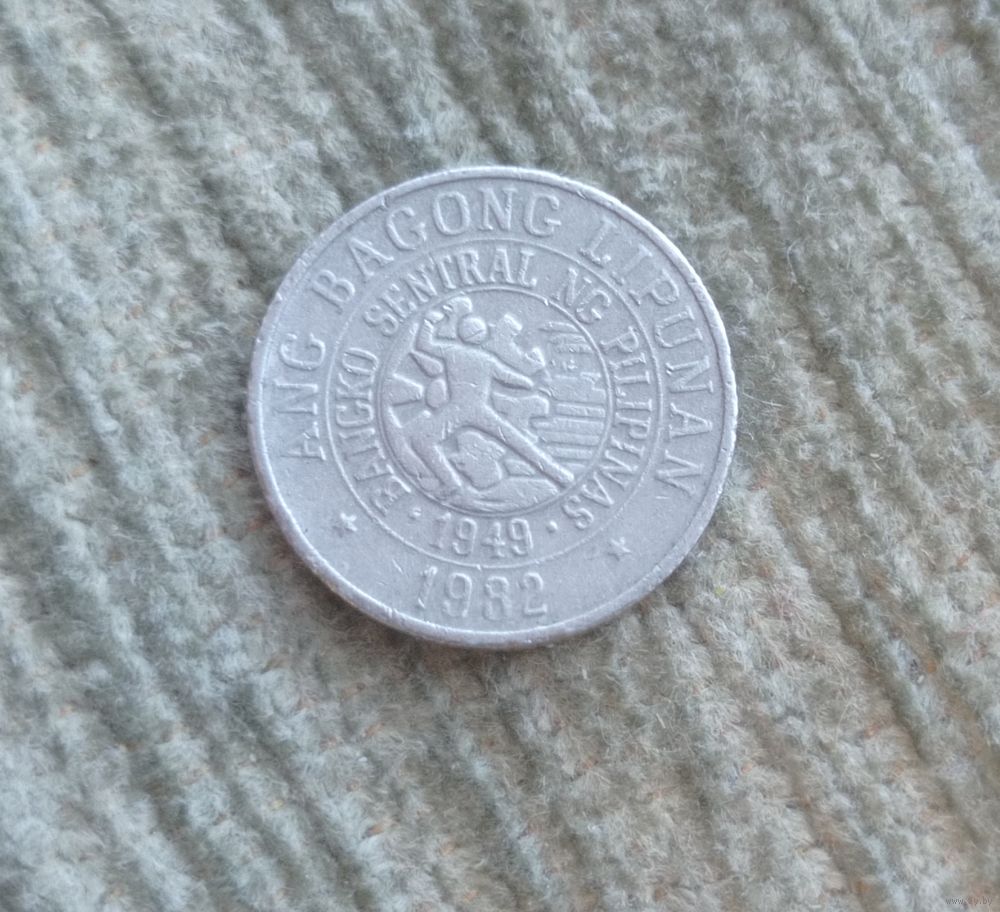 ANG BAGONG LIPUNAN
BANGKO SENTRAL NG PILIPINAS
· 1949 ·
1982